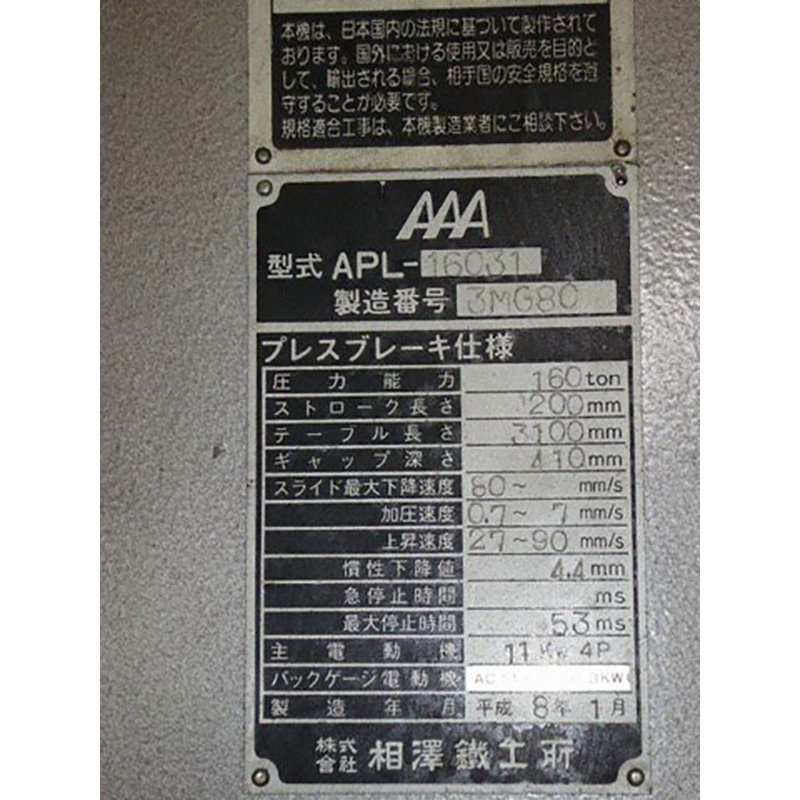 本機は、日本国内の法規に基づいて製作されて
おります。国外における使用又は販売を目的と
して、輸出される場合、相手国の安全規格を遵
守することが必要です。
規格適合工事は、本機製造業者にご相談下さい。
AAA
型式 APL-16031
製造番号 3MG80
プレスブレーキ仕様
圧力能力 160ton
ストローク長さ 200mm
テーブル長さ 3100mm
ギャップ深さ 410mm
スライド最大下降速度 80~ mm/s
加圧速度 0.7~ 7mm/s
上昇速度 27~90mm/s
慣性下降値 4.4mm
急停止時間 ms
最大停止時間 53ms
主電動機 11Kw 4P
バックゲージ電動機 AC 3KW
製造年月 平成 8年 1月
株式會社 相澤鐵工所